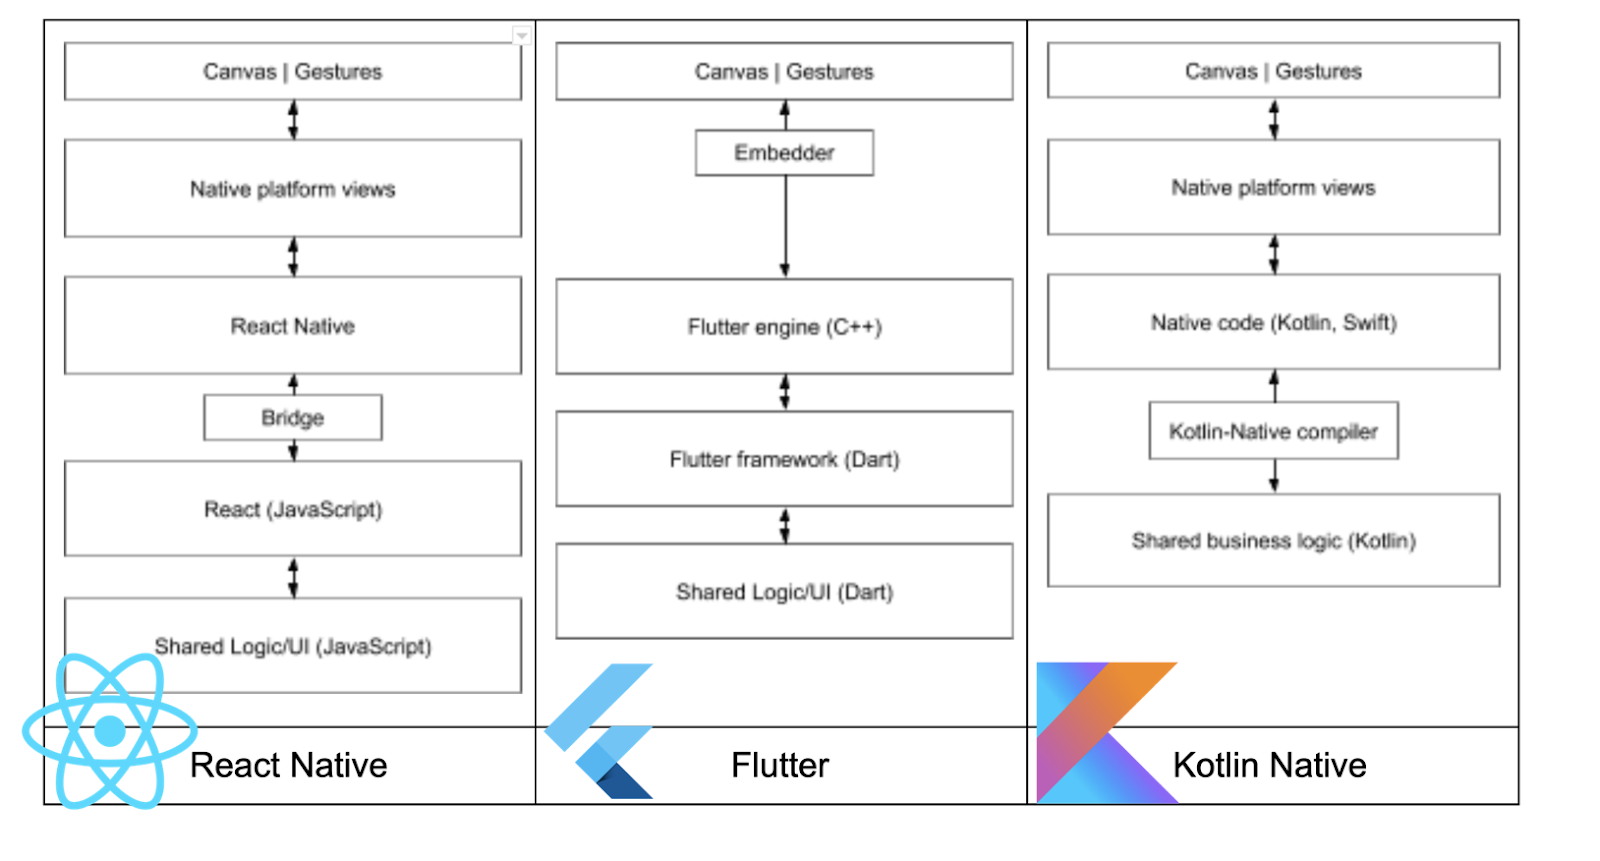 Canvas | Gestures
Native platform views
React Native
Bridge
React (JavaScript)
Shared Logic/UI (JavaScript)
React Native
Canvas | Gestures
Embedder
Flutter engine (C++)
Flutter framework (Dart)
Shared Logic/UI (Dart)
Flutter
Canvas | Gestures
Native platform views
Native code (Kotlin, Swift)
Kotlin-Native compiler
Shared business logic (Kotlin)
Kotlin Native